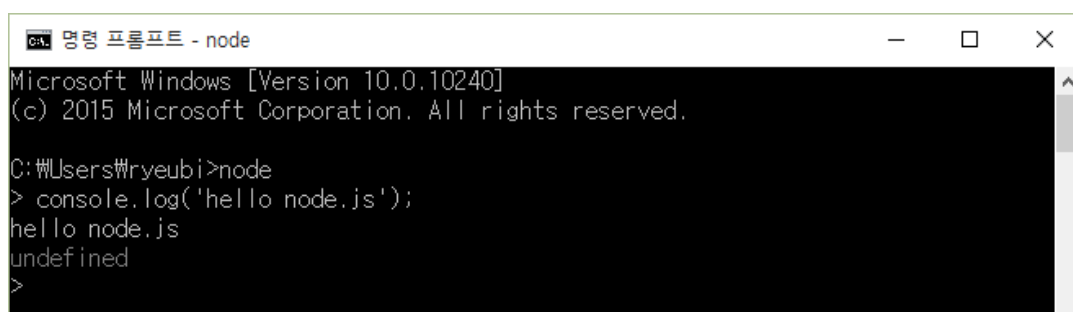 명령 프롬프트 - node
Microsoft Windows [Version 10.0.10240]
(c) 2015 Microsoft Corporation. All rights reserved.
C:₩Users₩ryeubi>node
> console.log('hello node.js');
hello node.js
undefined
>